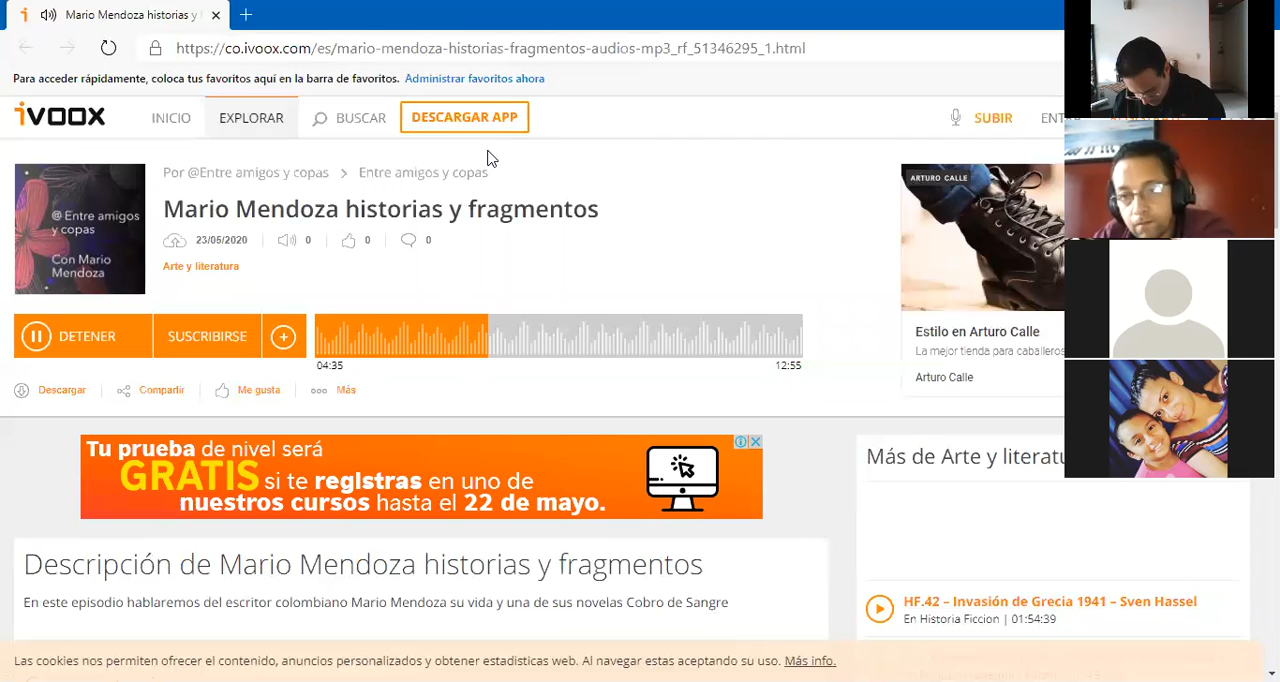 Mario Mendoza historias y
https://co.ivoox.com/es/mario-mendoza-historias-fragmentos-audios-mp3_rf_51346295_1.html
Para acceder rápidamente, coloca tus favoritos aquí en la barra de favoritos. Administrar favoritos ahora
iVOOX INICIO EXPLORAR BUSCAR DESCARGAR APP SUBIR
@ Entre amigos
y copas
Con Mario
Mendoza
Por @Entre amigos y copas > Entre amigos y copas
Mario Mendoza historias y fragmentos
23/05/2020 0 0 0
Arte y literatura
DETENER SUSCRIBIRSE
04:35 12:55
Descargar Compartir Me gusta Más
ARTURO CALLE
Estilo en Arturo Calle
La mejor tienda para caballeros
Arturo Calle
Tu prueba de nivel será
GRATIS si te registras en uno de
nuestros cursos hasta el 22 de mayo.
Descripción de Mario Mendoza historias y fragmentos
En este episodio hablaremos del escritor colombiano Mario Mendoza su vida y una de sus novelas Cobro de Sangre
Más de Arte y literatu
HF.42 – Invasión de Grecia 1941 – Sven Hassel
En Historia Ficcion | 01:54:39
Las cookies nos permiten ofrecer el contenido, anuncios personalizados y obtener estadisticas web. Al navegar estas aceptando su uso. Más info.